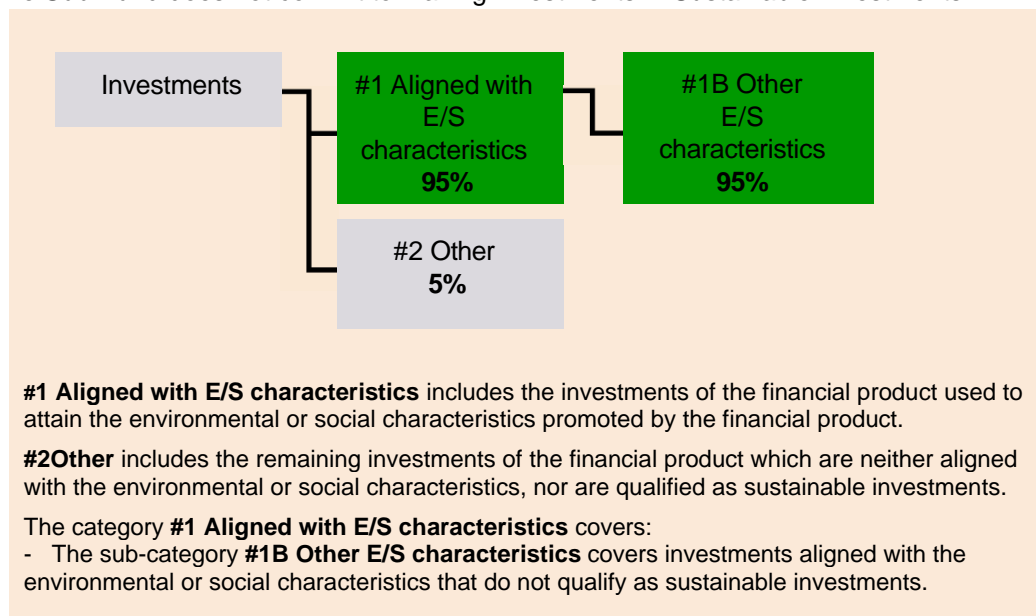 Investments
#1 Aligned with
E/S
characteristics
95%
#1B Other
E/S
characteristics
95%
#2 Other
5%
#1 Aligned with E/S characteristics includes the investments of the financial product used to
attain the environmental or social characteristics promoted by the financial product.
#2Other includes the remaining investments of the financial product which are neither aligned
with the environmental or social characteristics, nor are qualified as sustainable investments.
The category #1 Aligned with E/S characteristics covers:
- The sub-category #1B Other E/S characteristics covers investments aligned with the
environmental or social characteristics that do not qualify as sustainable investments.